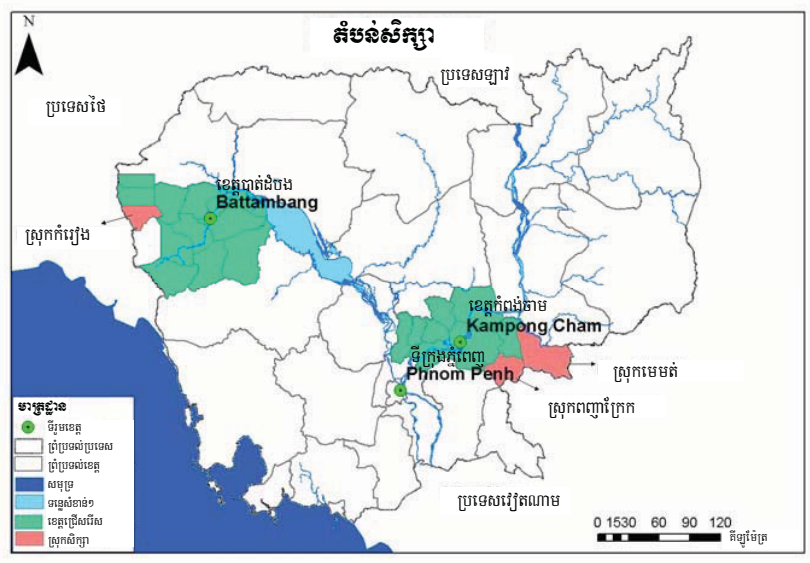 N
តំបន់សិក្សា
ប្រទេសឡាវ
ប្រទេសថៃ
ខេត្តបាត់ដំបង
Battambang
ស្រុកកំរៀង
ខេត្តកំពង់ចាម
Kampong Cham
ទីក្រុងភ្នំពេញ
Phnom Penh
ស្រុកមេមត់
ស្រុកពញាក្រែក
មាត្រដ្ឋាន
ទីរួមខេត្ត
ព្រំប្រទល់ប្រទេស
ព្រំប្រទល់ខេត្ត
សមុទ្រ
ទន្លេសំខាន់ៗ
ខេត្តជ្រើសរើស
ស្រុកសិក្សា
ប្រទេសវៀតណាម
0 1530 60 90 120
គីឡូម៉ែត្រ